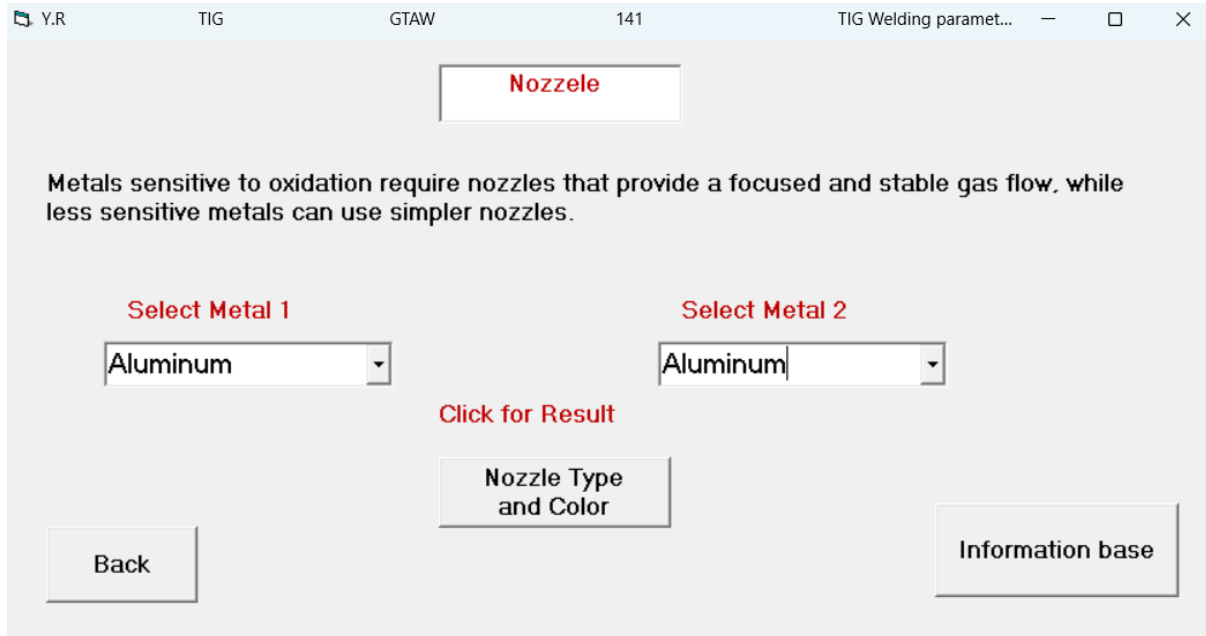 Y.R TIG GTAW 141 TIG Welding paramet...
Nozzele
Metals sensitive to oxidation require nozzles that provide a focused and stable gas flow, while
less sensitive metals can use simpler nozzles.
Select Metal 1 Select Metal 2
Aluminum Aluminum
Click for Result
Nozzle Type
and Color
Back
Information base